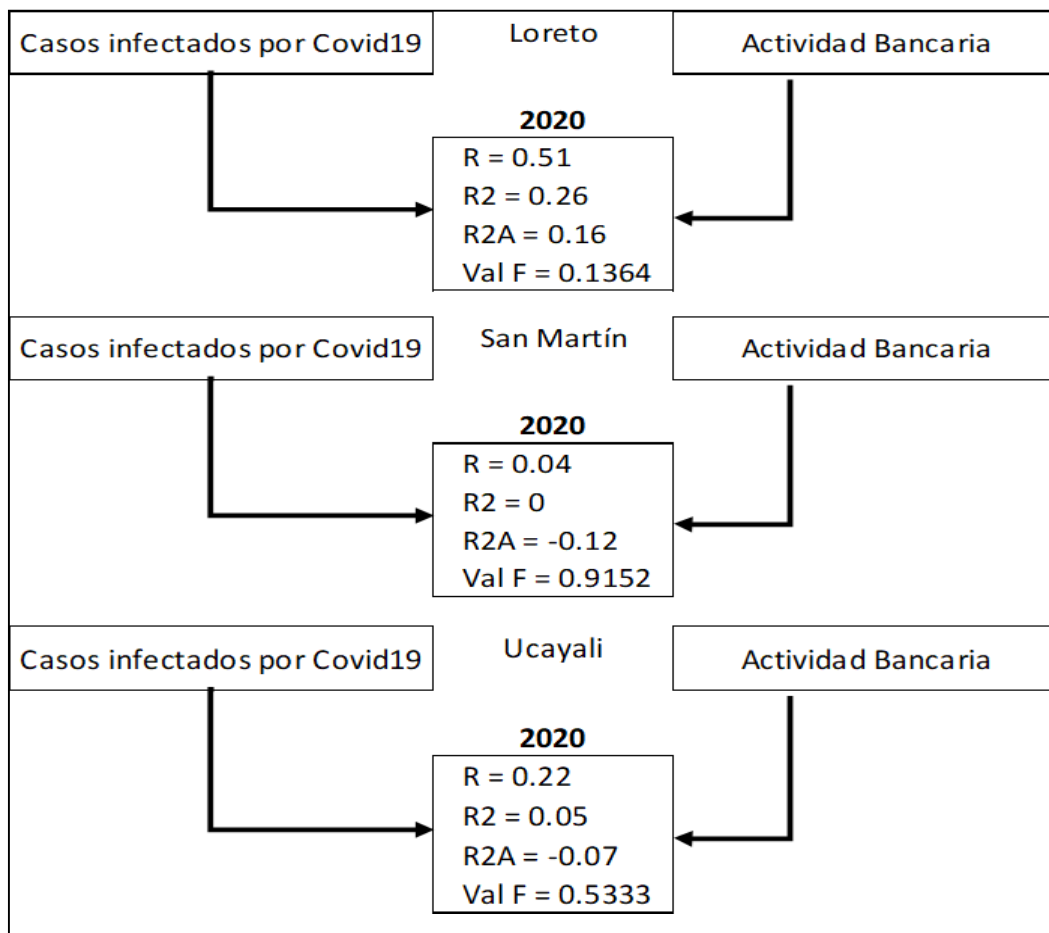 Casos infectados por Covid19
Loreto
Actividad Bancaria
2020
R = 0.51
R2 = 0.26
R2A = 0.16
Val F = 0.1364
Casos infectados por Covid19
San Martín
Actividad Bancaria
2020
R = 0.04
R2 = 0
R2A = -0.12
Val F = 0.9152
Casos infectados por Covid19
Ucayali
Actividad Bancaria
2020
R = 0.22
R2 = 0.05
R2A = -0.07
Val F = 0.5333